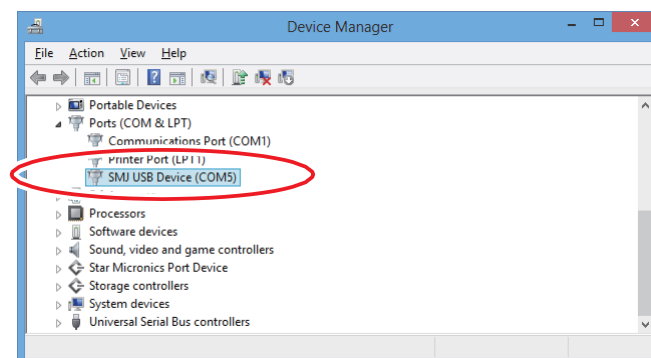 Device Manager
File Action View Help
Portable Devices
Ports (COM & LPT)
Communications Port (COM1)
Printer Port (LPT1)
SMJ USB Device (COM5)
Processors
Software devices
Sound, video and game controllers
Star Micronics Port Device
Storage controllers
System devices
Universal Serial Bus controllers